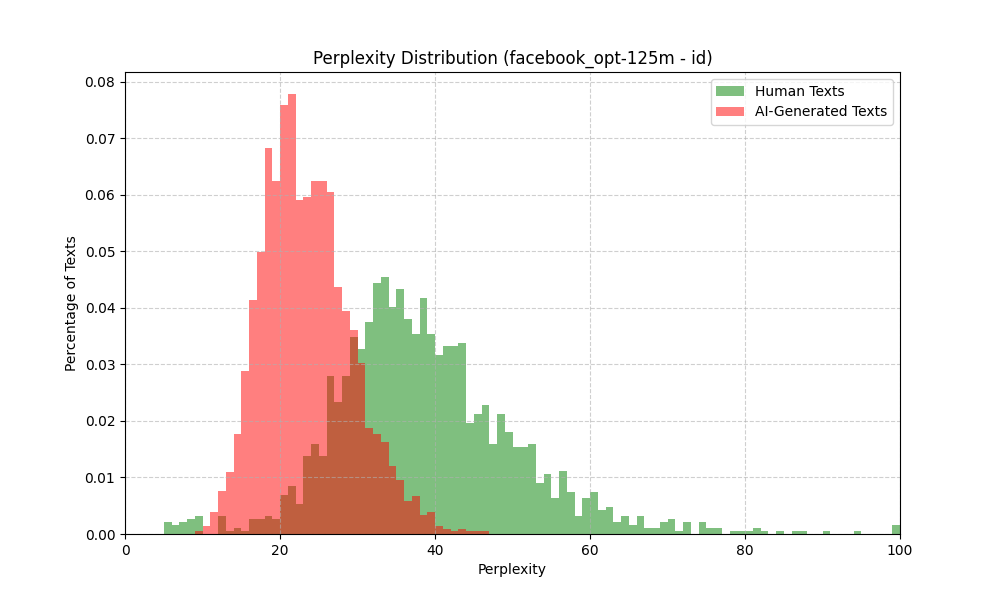 Perplexity Distribution (facebook_opt-125m - id)
Human Texts
AI-Generated Texts
Percentage of Texts
0.08
0.07
0.06
0.05
0.04
0.03
0.02
0.01
0.00
0 20 40 60 80 100
Perplexity